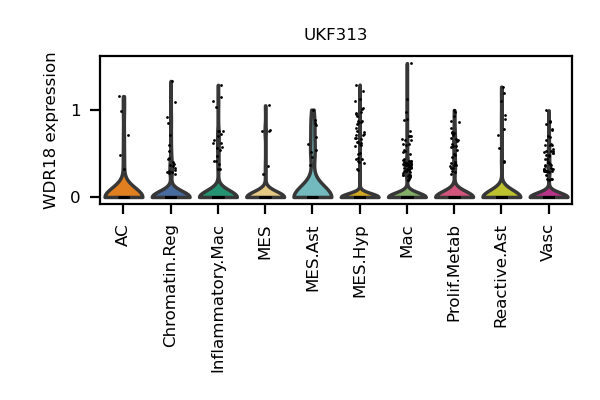 UKF313
WDR18 expression
1
0
AC
Chromatin.Reg
Inflammatory.Mac
MES
MES.Ast
MES.Hyp
Mac
Prolif.Metab
Reactive.Ast
Vasc